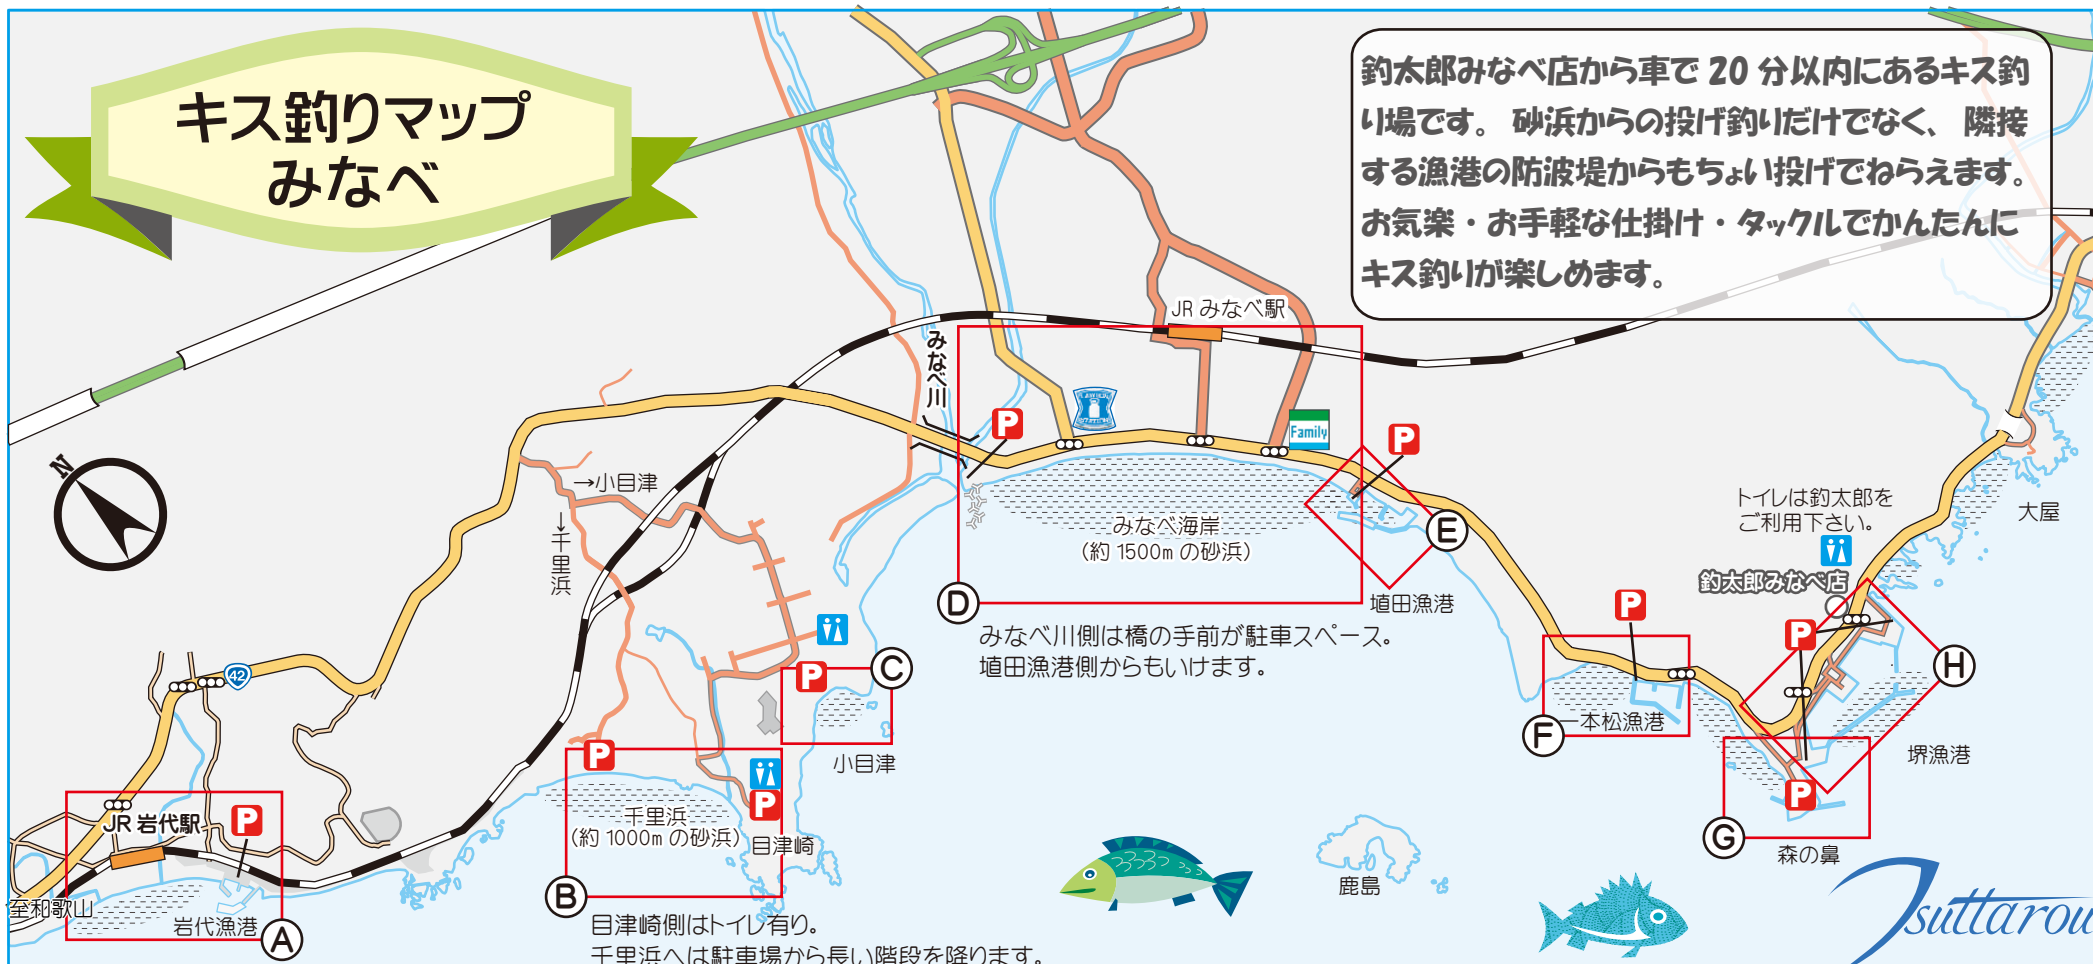 キス釣りマップ
みなべ
釣太郎みなべ店から車で 20 分以内にあるキス釣
り場です。 砂浜からの投げ釣りだけでなく、 隣接
する漁港の防波堤からもちょい投げでねらえます。
お気楽・お手軽な仕掛け・タックルでかんたんに
キス釣りが楽しめます。
JR みなべ駅
みなべ川
P
LAWSON
Family
P
N
→小目津
→千里浜
みなべ海岸
(約 1500m の砂浜)
E
トイレは釣太郎を
ご利用下さい。
大屋
釣太郎みなべ店
D
埴田漁港
みなべ川側は橋の手前が駐車スペース。
埴田漁港側からもいけます。
P
P
H
42
P
C
小目津
一本松漁港
F
堺漁港
P
P
P
G
森の鼻
JR 岩代駅
P
千里浜
(約 1000m の砂浜)
目津崎
B
至和歌山
岩代漁港
A
目津崎側はトイレ有り。
千里浜へは駐車場から長い階段を降ります。
鹿島
Tsuttarou